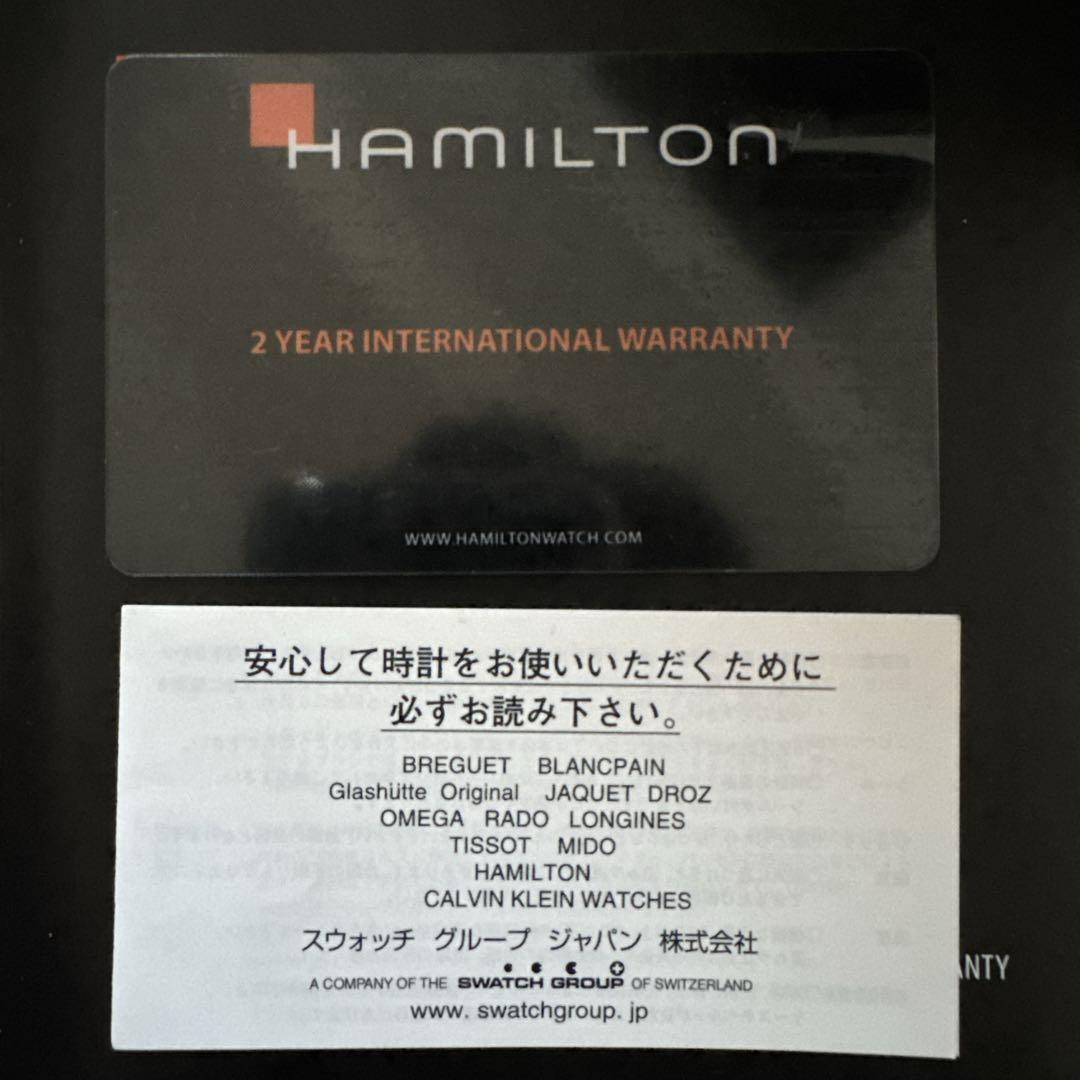 HAMILTON
2 YEAR INTERNATIONAL WARRANTY
WWW.HAMILTONWATCH.COM
安心して時計をお使いいただくために
必ずお読み下さい。
BREGUET BLANCPAIN
Glashütte Original JAQUET DROZ
OMEGA RADO LONGINES
TISSOT MIDO
HAMILTON
CALVIN KLEIN WATCHES
スウォッチ グループ ジャパン 株式会社
A COMPANY OF THE SWATCH GROUP OF SWITZERLAND
www.swatchgroup.jp
ANTY